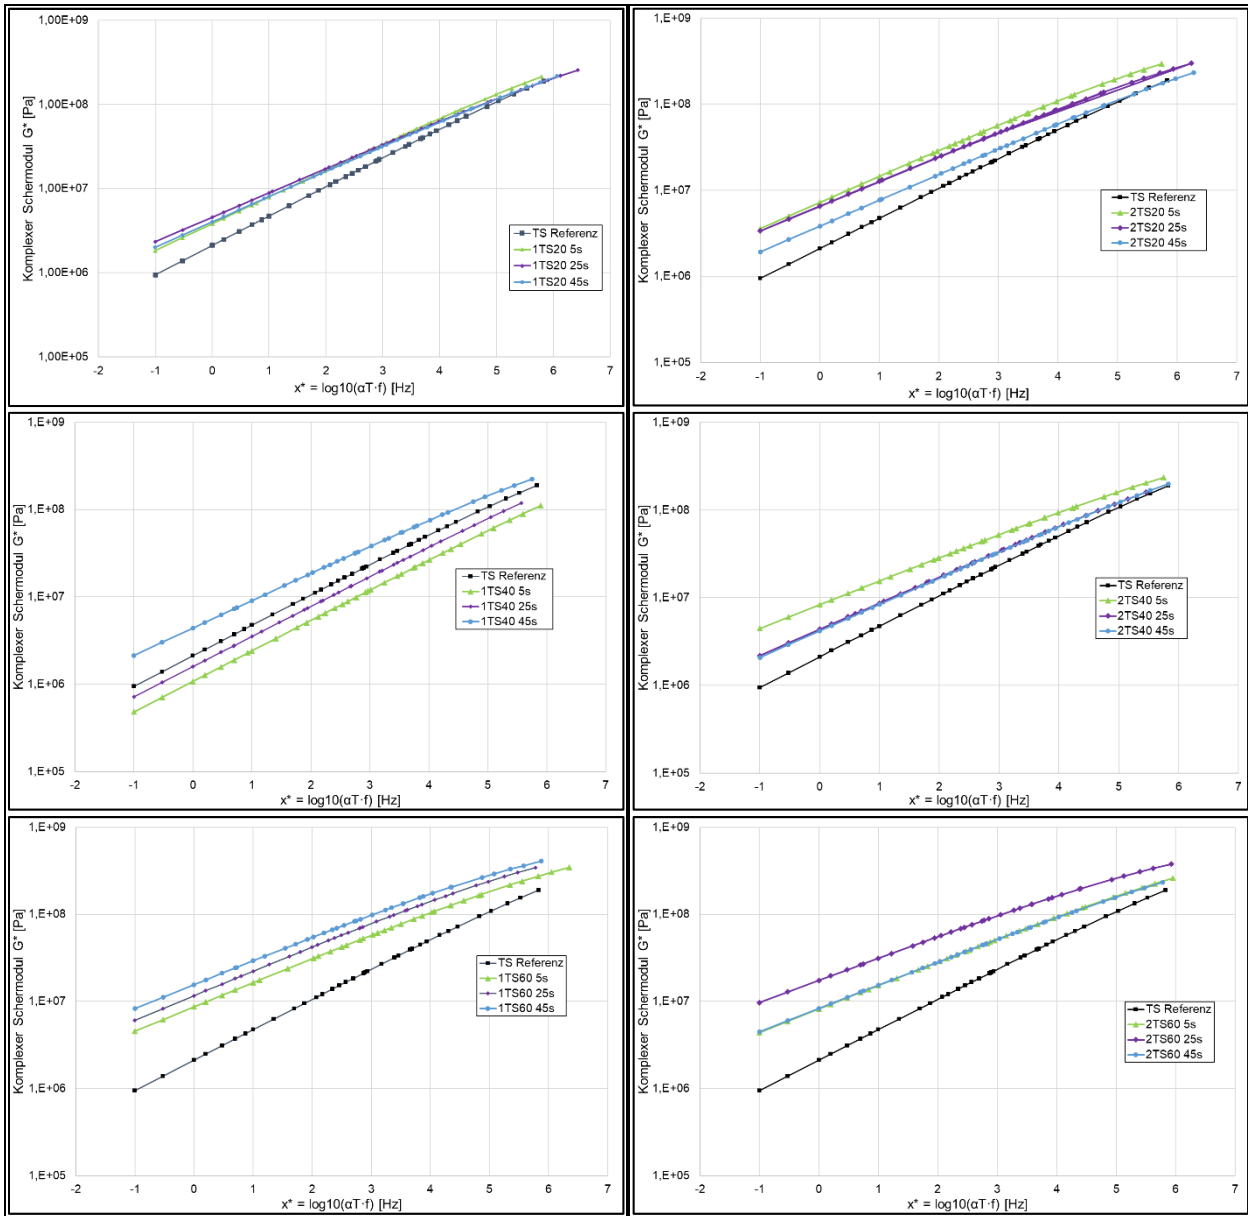 1,00E+09
1,00E+08
1,00E+07
1,00E+06
1,00E+05
Komplexer Schermodul G* [Pa]
-2 -1 0 1 2 3 4 5 6 7
x* = log10(αT·f) [Hz]
TS Referenz
1TS20 5s
1TS20 25s
1TS20 45s
1,E+09
1,E+08
1,E+07
1,E+06
1,E+05
Komplexer Schermodul G* [Pa]
-2 -1 0 1 2 3 4 5 6 7
x* = log10(αT·f) [Hz]
TS Referenz
2TS20 5s
2TS20 25s
2TS20 45s
1,E+09
1,E+08
1,E+07
1,E+06
1,E+05
Komplexer Schermodul G* [Pa]
-2 -1 0 1 2 3 4 5 6 7
x* = log10(αT·f) [Hz]
TS Referenz
1TS40 5s
1TS40 25s
1TS40 45s
1,E+09
1,E+08
1,E+07
1,E+06
1,E+05
Komplexer Schermodul G* [Pa]
-2 -1 0 1 2 3 4 5 6 7
x* = log10(αT·f) [Hz]
TS Referenz
2TS40 5s
2TS40 25s
2TS40 45s
1,E+09
1,E+08
1,E+07
1,E+06
1,E+05
Komplexer Schermodul G* [Pa]
-2 -1 0 1 2 3 4 5 6 7
x* = log10(αT·f) [Hz]
TS Referenz
1TS60 5s
1TS60 25s
1TS60 45s
1,E+09
1,E+08
1,E+07
1,E+06
1,E+05
Komplexer Schermodul G* [Pa]
-2 -1 0 1 2 3 4 5 6 7
x* = log10(αT·f) [Hz]
TS Referenz
2TS60 5s
2TS60 25s
2TS60 45s